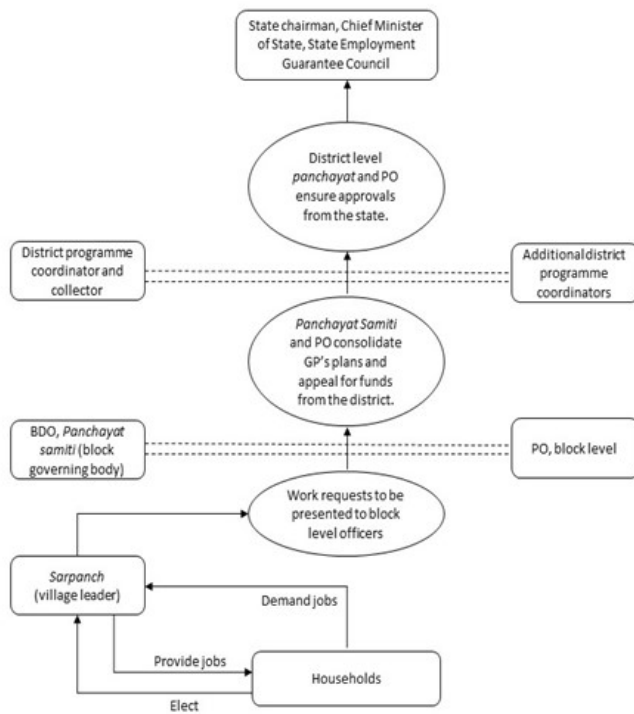 State chairman, Chief Minister
of State, State Employment
Guarantee Council
District level
panchayat and PO
ensure approvals
from the state.
District programme
coordinator and
collector
Additional district
programme
coordinators
Panchayat Samiti
and PO consolidate
GP's plans and
appeal for funds
from the district.
BDO, Panchayat
samiti (block
governing body)
PO, block level
Work requests to be
presented to block
level officers
Sarpanch
(village leader)
Demand jobs
Provide jobs
Households
Elect